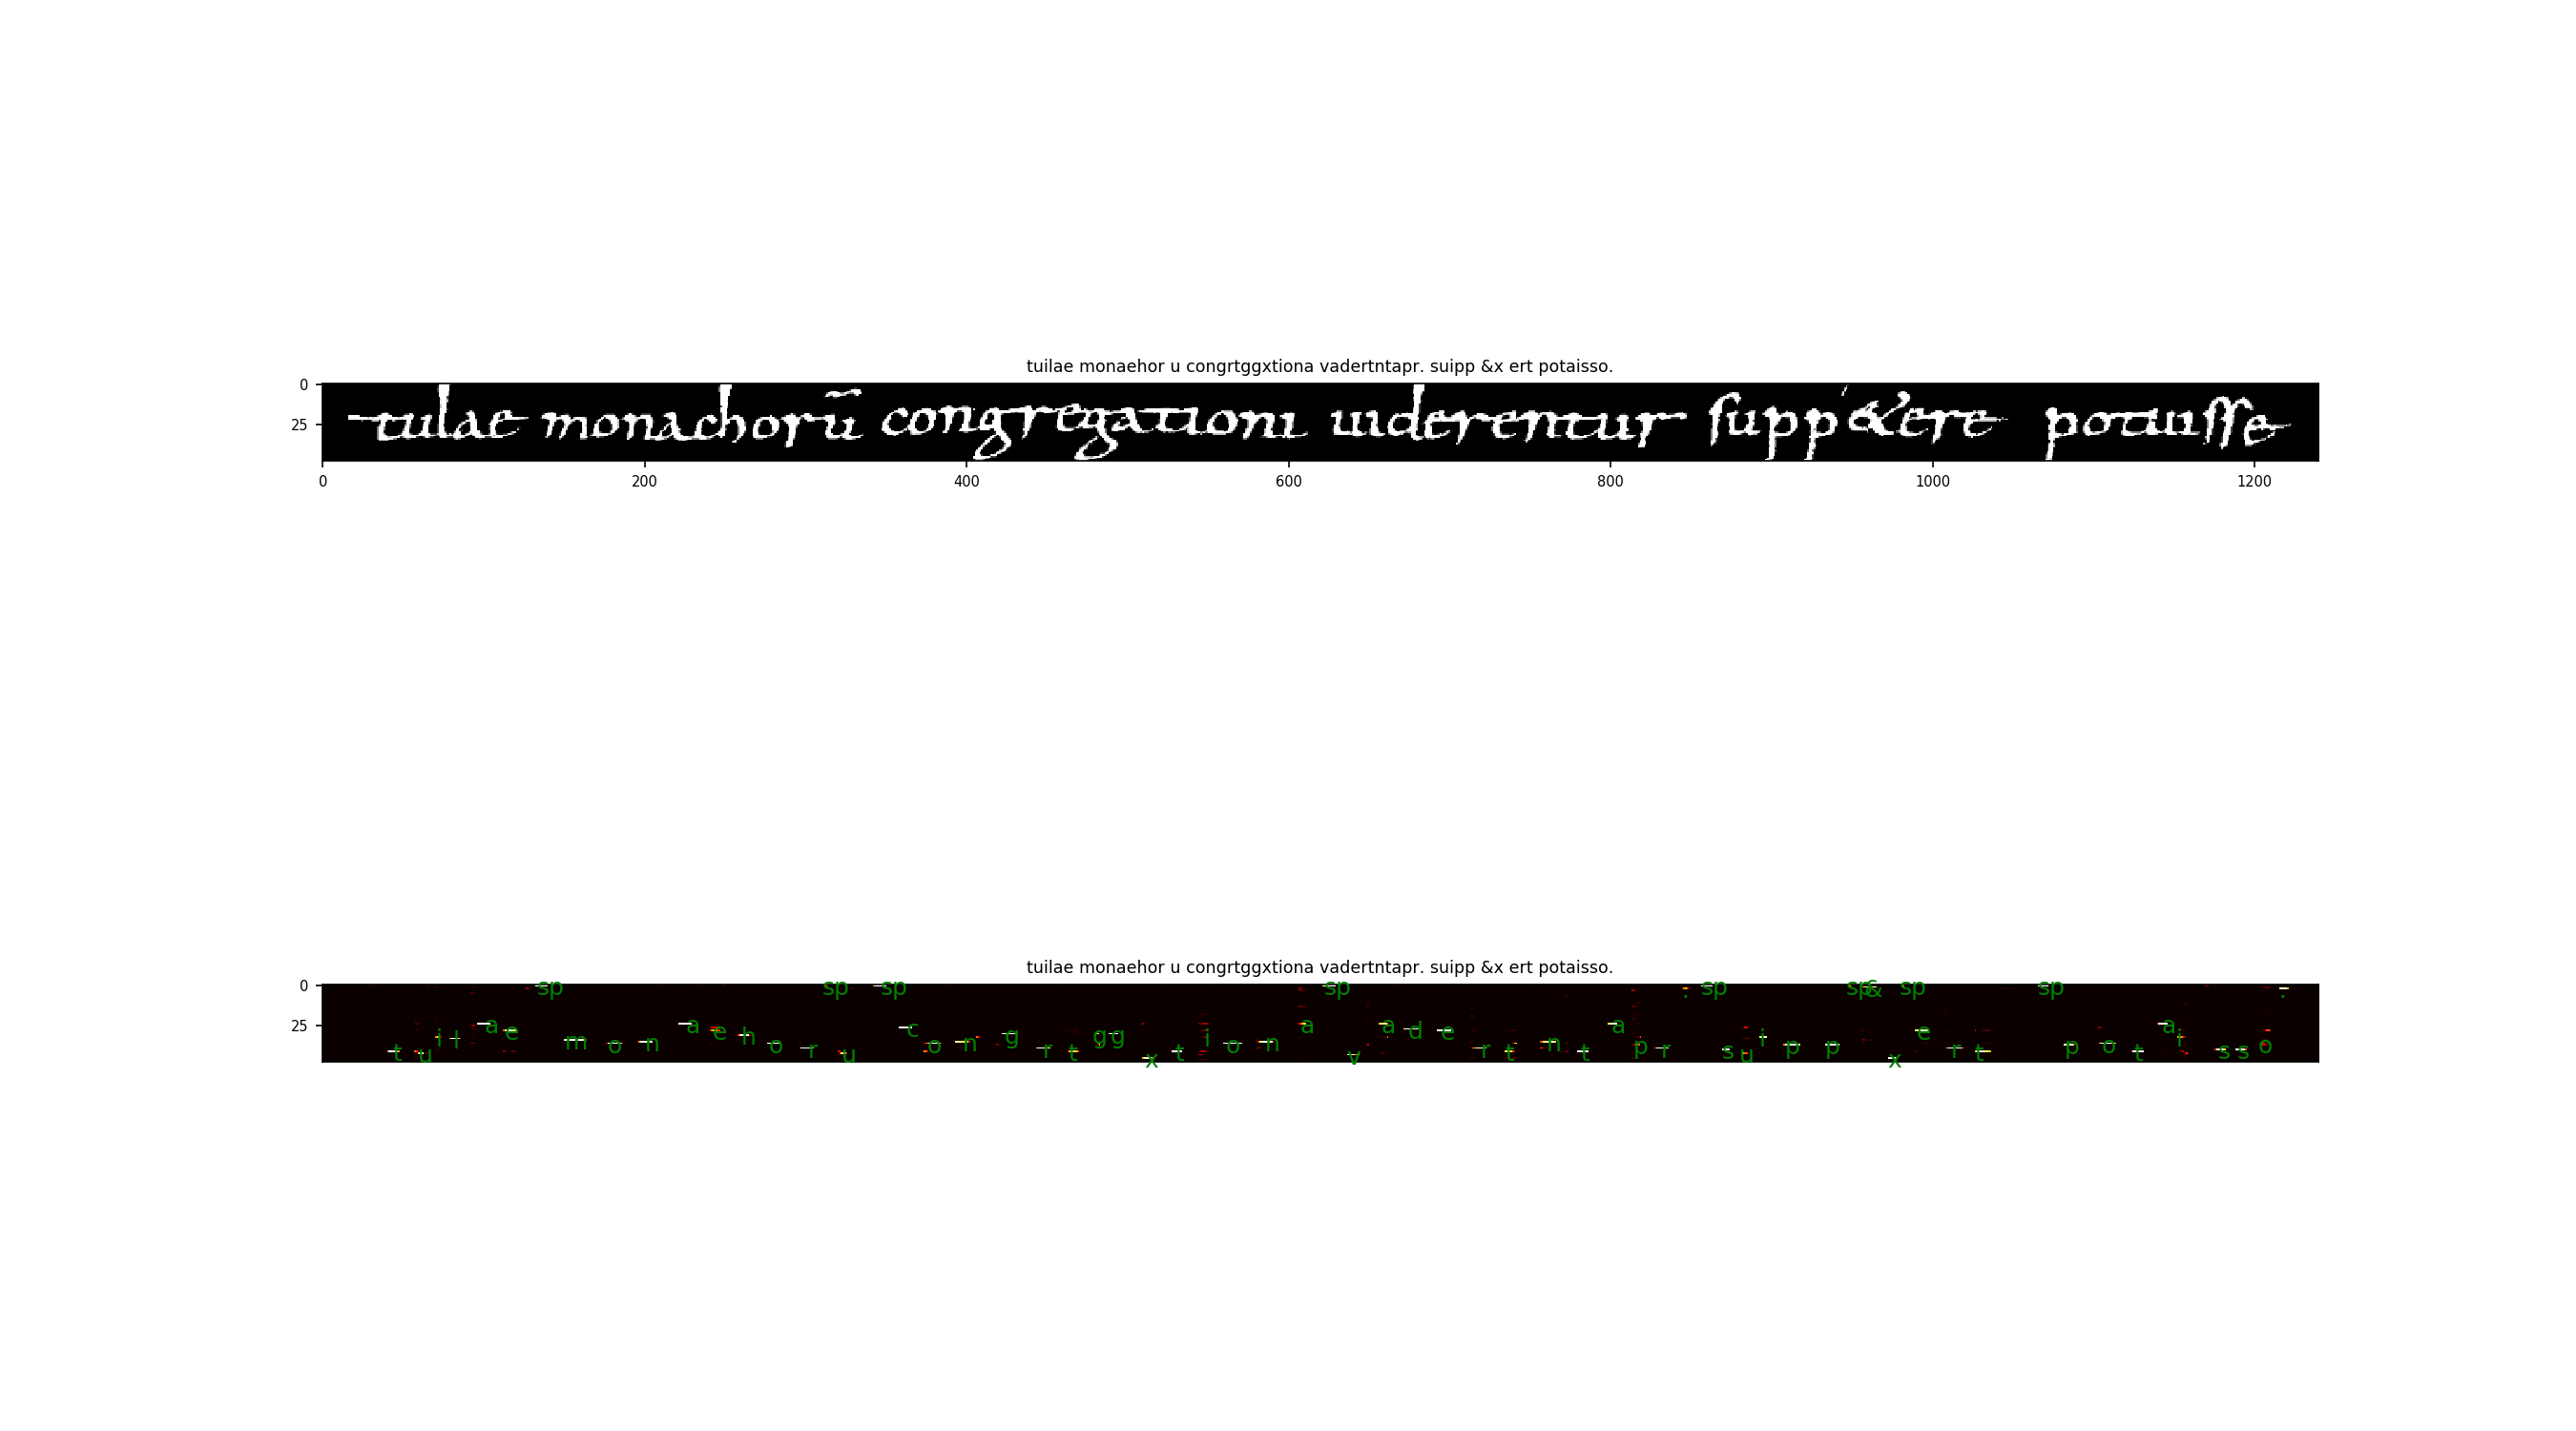 tuilae monaehor u congrtggxtiona vadertntapr. suipp &x ert potaisso.
0
25
tulae monachorū congregationi uiderentur supp&ere potuisse
0 200 400 600 800 1000 1200
tuilae monaehor u congrtggxtiona vadertntapr. suipp &x ert potaisso.
0
25
t u i l a e sp m o n a e h o r sp u sp c o n g r t g g x t i o n a sp v a d e r t n t a p r . sp s u i p p sp & x sp e r t sp p o t a i s s o .